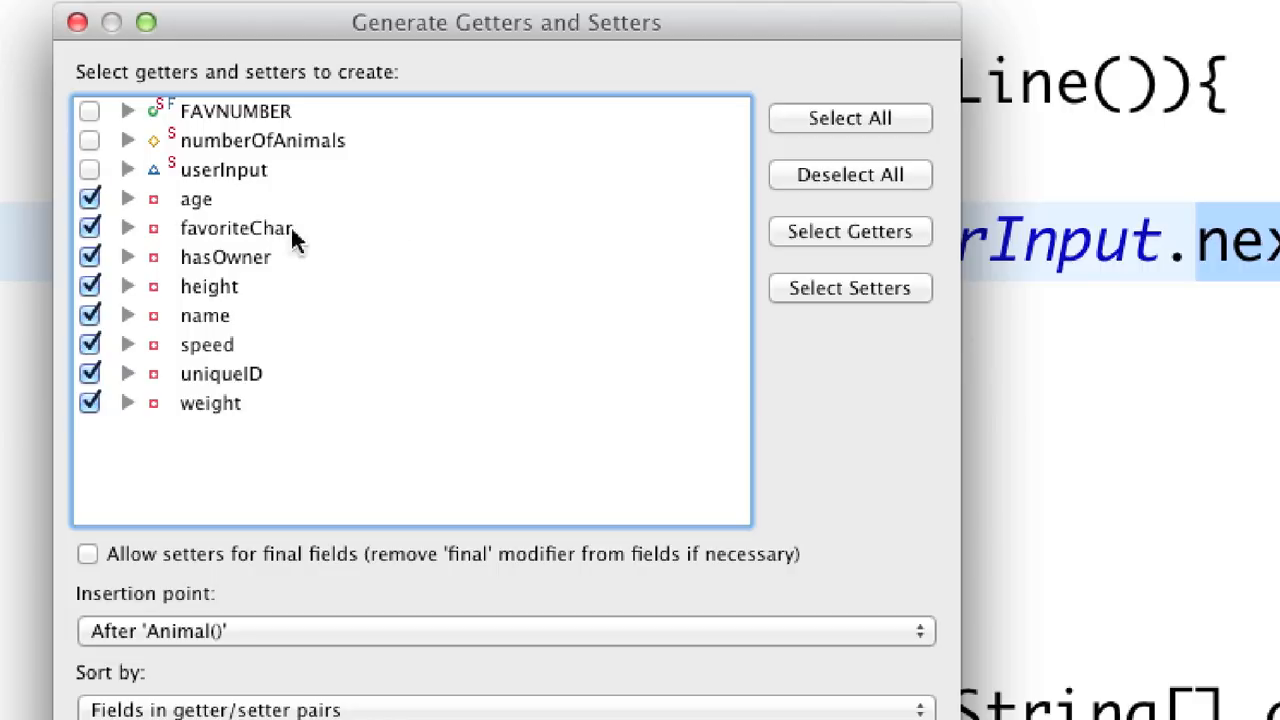 Generate Getters and Setters
Select getters and setters to create:
FAVNUMBER
numberOfAnimals
userInput
age
favoriteChar
hasOwner
height
name
speed
uniqueID
weight
Select All
Deselect All
Select Getters
Select Setters
Allow setters for final fields (remove 'final' modifier from fields if necessary)
Insertion point:
After 'Animal()'
Sort by:
Fields in getter/setter pairs
Line()){
rInput.nex
String[]